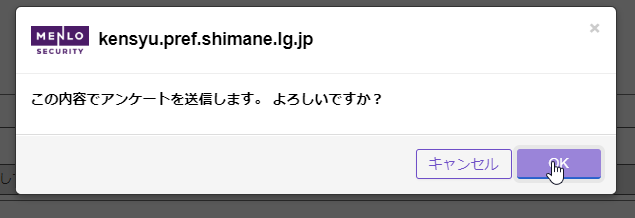 MENLO
SECURITY
kensyu.pref.shimane.lg.jp
×
この内容でアンケートを送信します。 よろしいですか？
キャンセル
OK